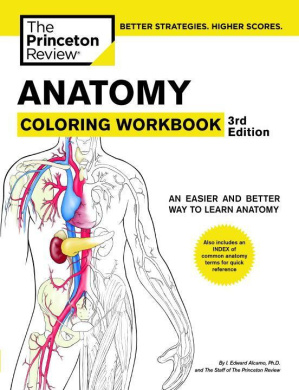 The
Princeton
Review®
BETTER STRATEGIES. HIGHER SCORES.
ANATOMY
COLORING WORKBOOK
3rd
Edition
AN EASIER AND BETTER
WAY TO LEARN ANATOMY
Also includes an
INDEX of
common anatomy
terms for quick
reference
By I. Edward Alcamo, Ph.D.
and The Staff of The Princeton Review